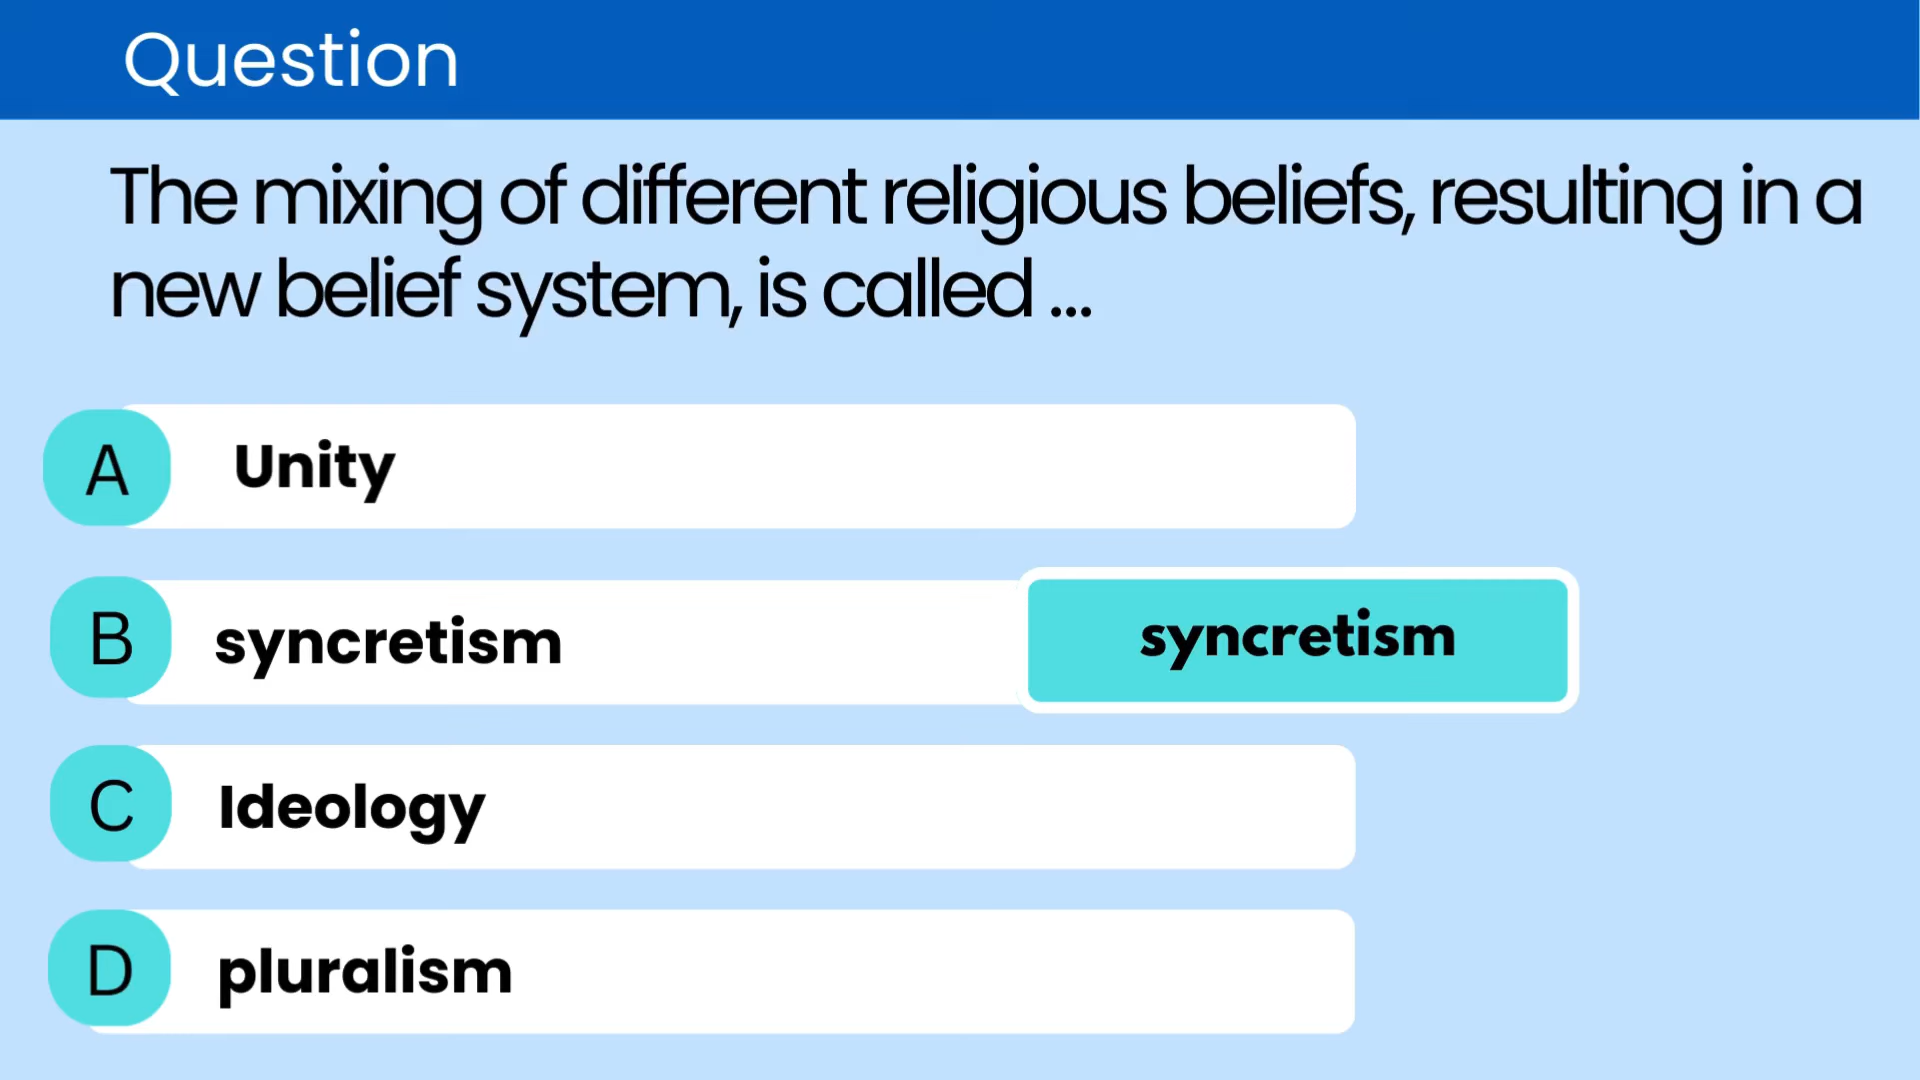 Question
The mixing of different religious beliefs, resulting in a
new belief system, is called ...
A Unity
B syncretism syncretism
C Ideology
D pluralism